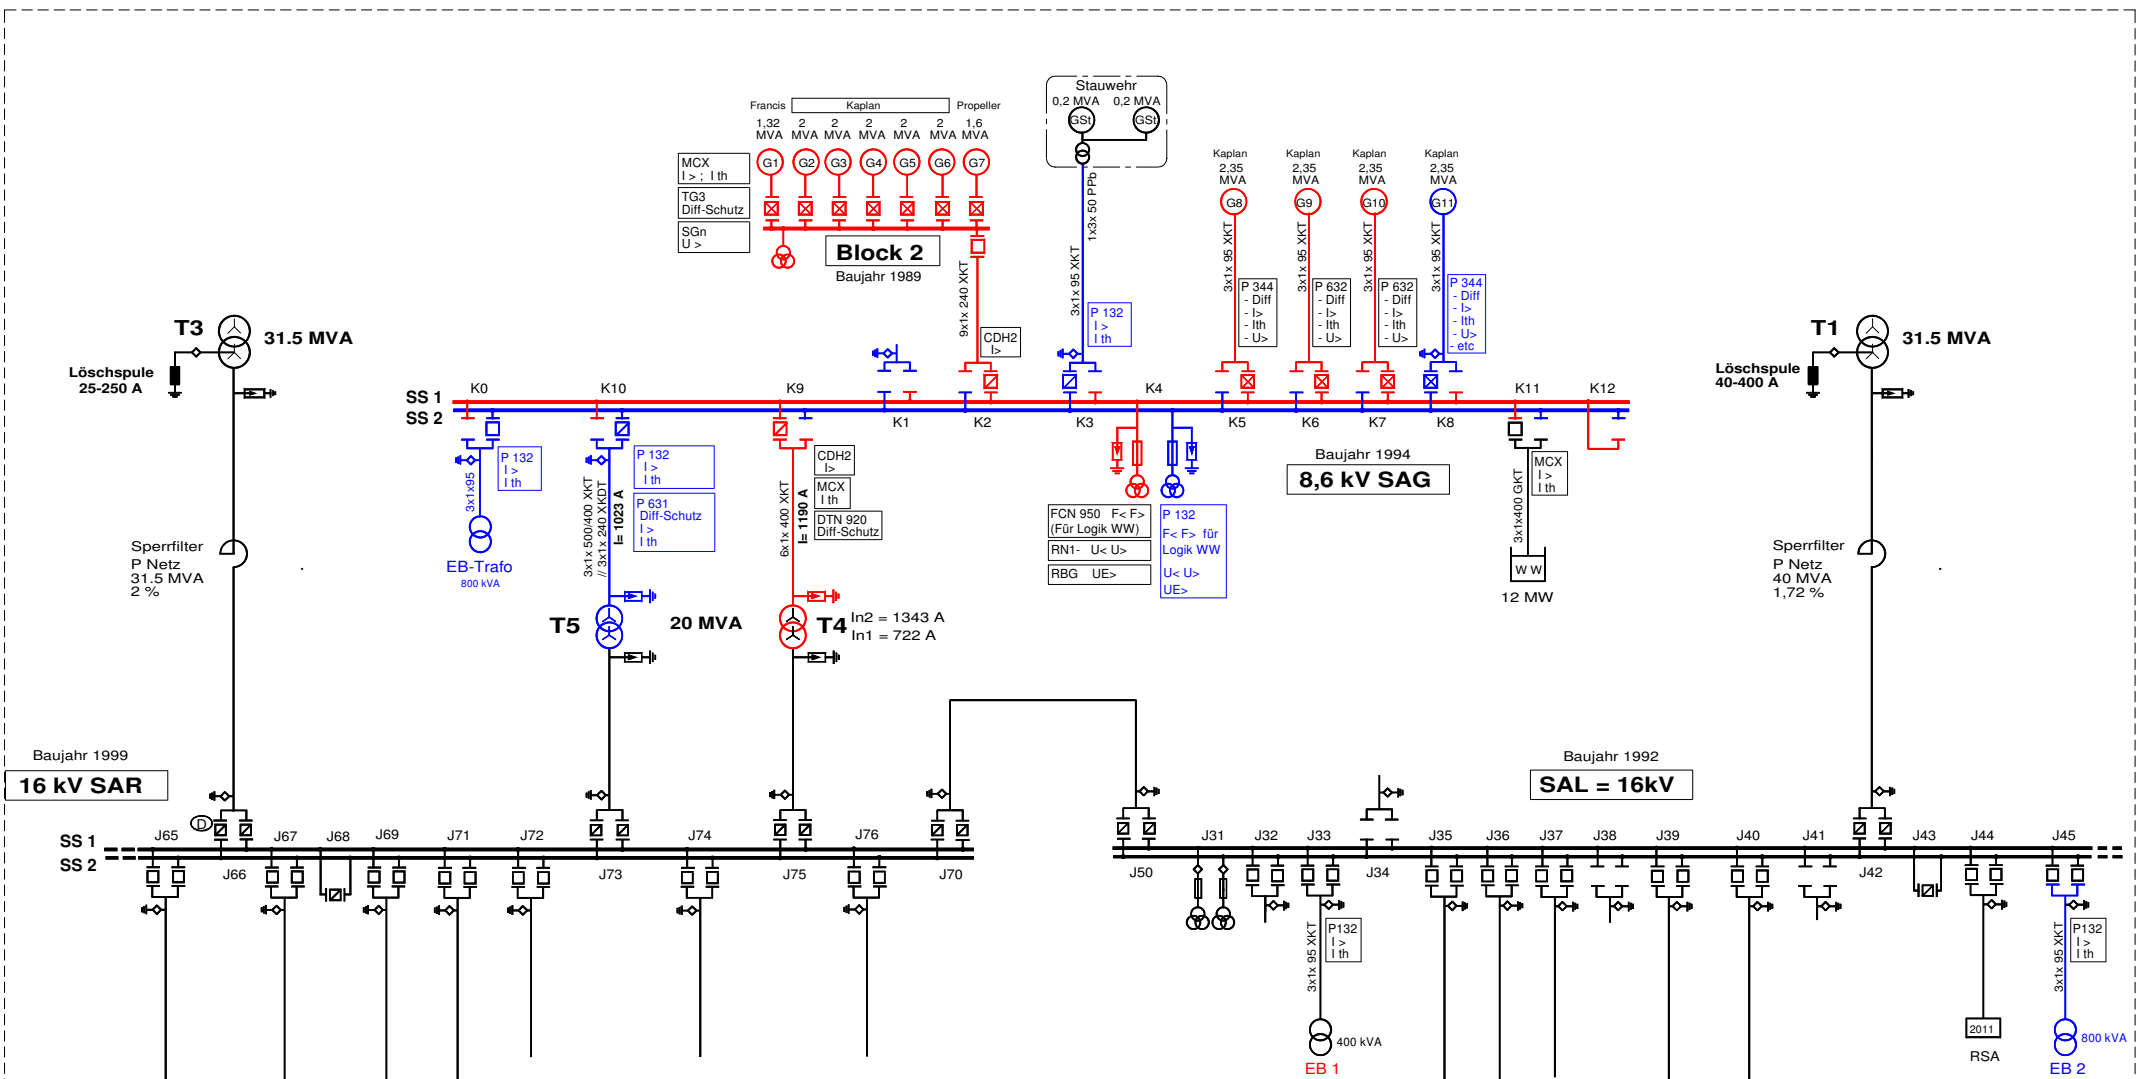 Stauwehr
0,2 MVA 0,2 MVA
GSt GSt
Francis Kaplan Propeller
1,32 2 2 2 2 2 1,6
MVA MVA MVA MVA MVA MVA MVA
G1 G2 G3 G4 G5 G6 G7
MCX
I > ; I th
TG3
Diff-Schutz
SGn
U >
Block 2
Baujahr 1989
9x1x 240 XKT
CDH2
I>
1x3x 50 PPb
3x1x 95 XKT
P 132
I >
I th
Kaplan Kaplan Kaplan Kaplan
2,35 2,35 2,35 2,35
MVA MVA MVA MVA
G8 G9 G10 G11
3x1x 95 XKT
3x1x 95 XKT
3x1x 95 XKT
3x1x 95 XKT
P 344
- Diff
- I>
- Ith
- U>
P 632
- Diff
- I>
- Ith
- U>
P 632
- Diff
- I>
- Ith
- U>
P 344
- Diff
- I>
- Ith
- U>
- etc
T3
31.5 MVA
Löschspule
25-250 A
T1
31.5 MVA
Löschspule
40-400 A
SS 1
SS 2
K0 K10 K9 K4 K11 K12
K1 K2 K3 K5 K6 K7 K8
P 132
I >
I th
3x1x95
EB-Trafo
800 kVA
P 132
I >
I th
P 631
Diff-Schutz
I >
I th
3x1x 500/400 XKT
// 3x1x 240 XKDT
I= 1023 A
CDH2
I>
MCX
I th
DTN 920
Diff-Schutz
6x1x 400 XKT
I= 1190 A
FCN 950 F< F>
(Für Logik WW)
RN1- U< U>
RBG UE>
P 132
F< F> für
Logik WW
U< U>
UE>
Baujahr 1994
8,6 kV SAG
MCX
I >
I th
3x1x400 GKT
W W
12 MW
Sperrfilter
P Netz
31.5 MVA
2 %
Sperrfilter
P Netz
40 MVA
1,72 %
T5
20 MVA
T4
In2 = 1343 A
In1 = 722 A
Baujahr 1999
16 kV SAR
Baujahr 1992
SAL = 16kV
D
SS 1
SS 2
J65 J67 J68 J69 J71 J72 J74 J76
J66 J73 J75 J70
J31 J32 J33 J35 J36 J37 J38 J39 J40 J41 J43 J44 J45
J50 J34 J42
3x1x 95 XKT
P132
I >
I th
400 kVA
EB 1
2011
RSA
3x1x 95 XKT
P132
I >
I th
800 kVA
EB 2